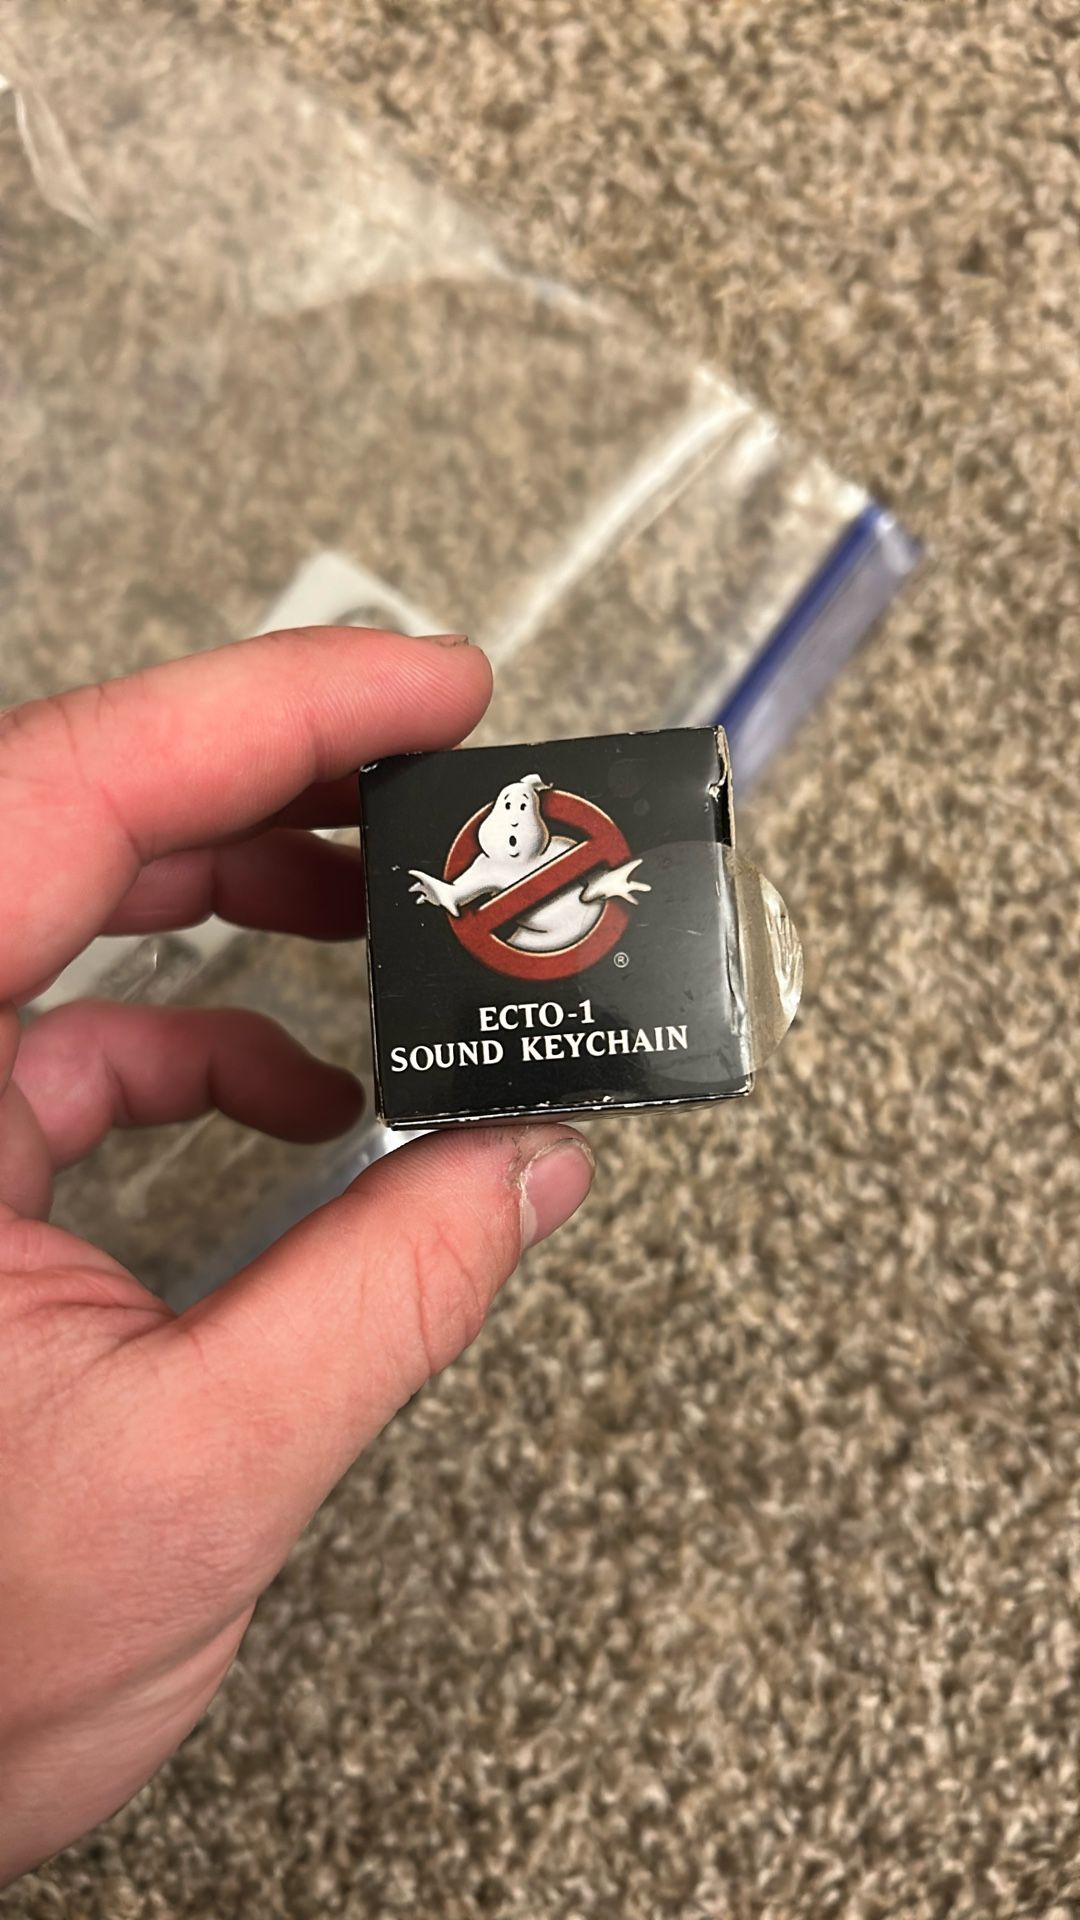 ®
ECTO-1
SOUND KEYCHAIN